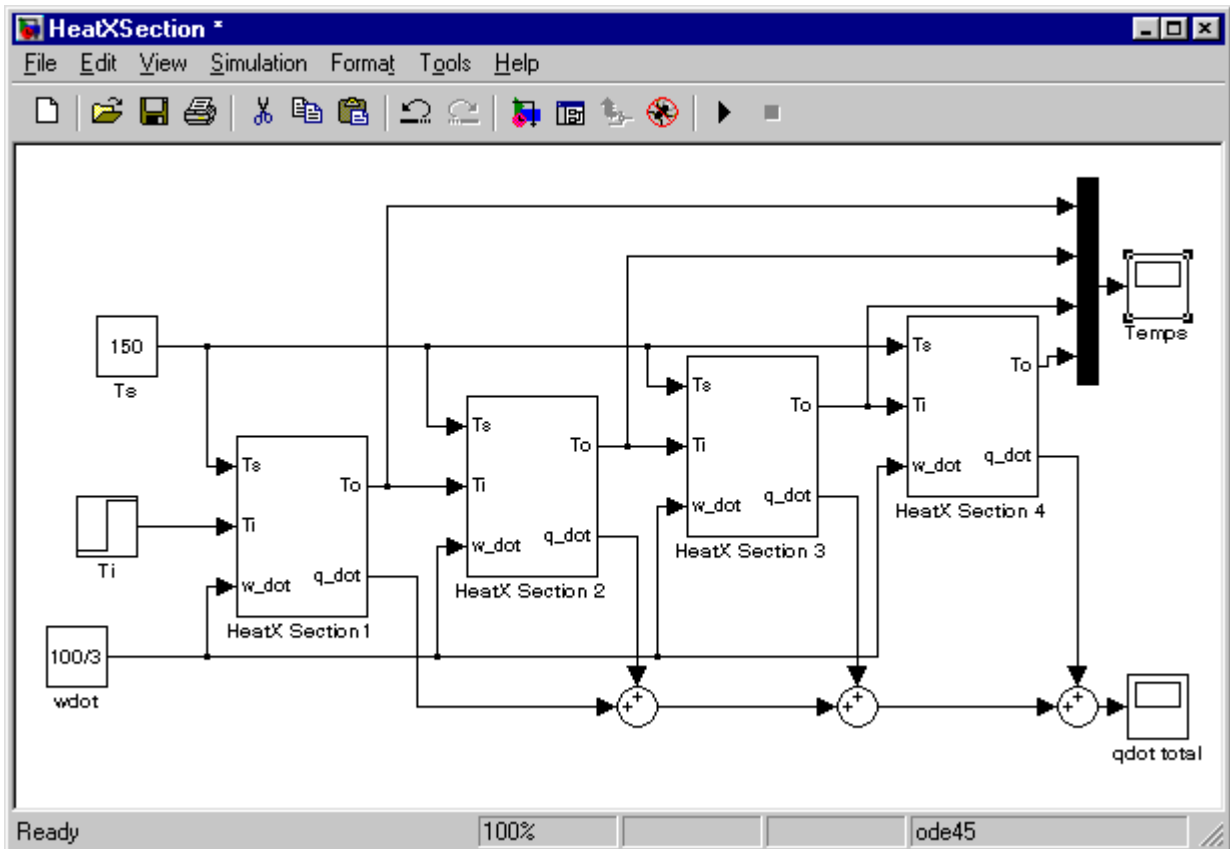 HeatXSection *
File Edit View Simulation Format Tools Help
Temps
150
Ts
Ts
To
Ti
w_dot
q_dot
HeatX Section 4
Ts
To
Ti
w_dot
q_dot
HeatX Section 3
Ts
To
Ti
w_dot
q_dot
HeatX Section 2
Ts
To
Ti
w_dot
q_dot
HeatX Section1
Ti
100/3
wdot
+ +
+ +
+ +
qdot total
Ready 100% ode45